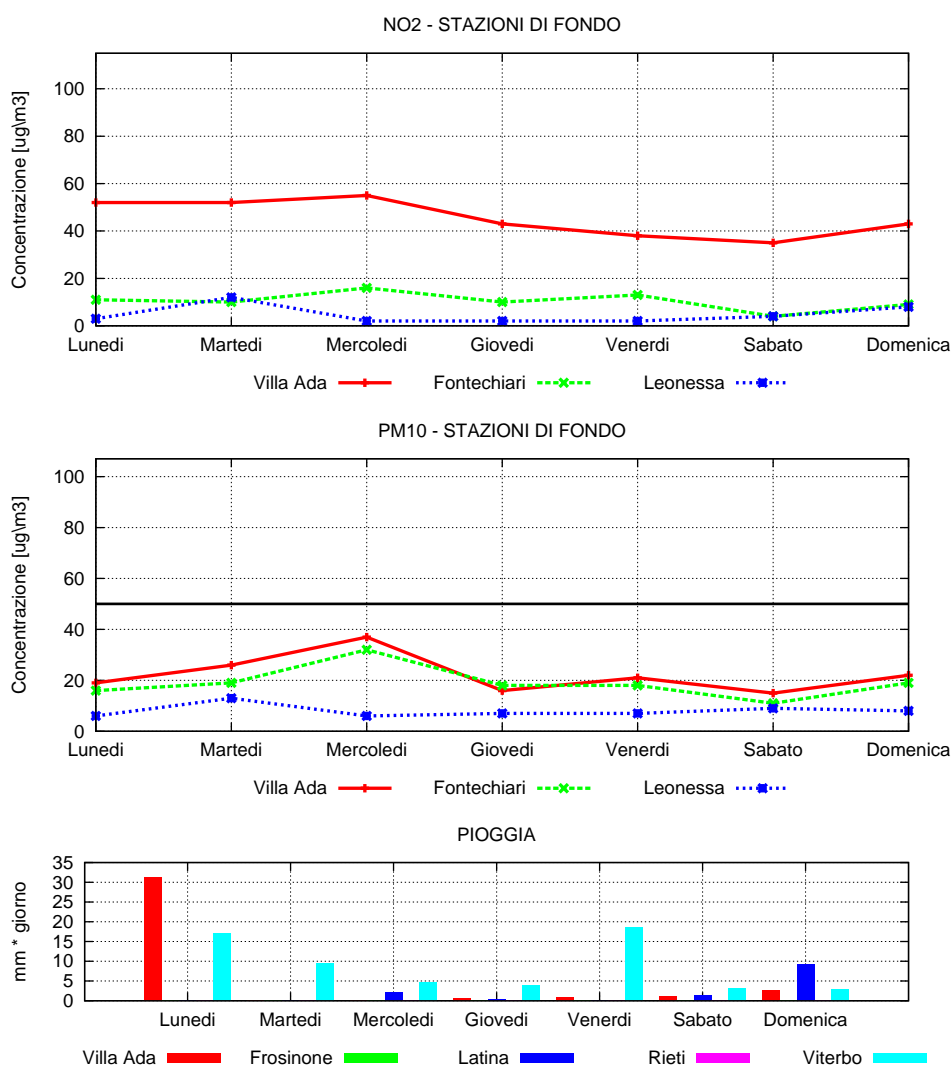 NO2 - STAZIONI DI FONDO
Concentrazione [ug\m3]
100
80
60
40
20
0
Lunedi Martedi Mercoledi Giovedi Venerdi Sabato Domenica
Villa Ada Fontechiari Leonessa
PM10 - STAZIONI DI FONDO
Concentrazione [ug\m3]
100
80
60
40
20
0
Lunedi Martedi Mercoledi Giovedi Venerdi Sabato Domenica
Villa Ada Fontechiari Leonessa
PIOGGIA
mm * giorno
35
30
25
20
15
10
5
0
Lunedi Martedi Mercoledi Giovedi Venerdi Sabato Domenica
Villa Ada Frosinone Latina Rieti Viterbo